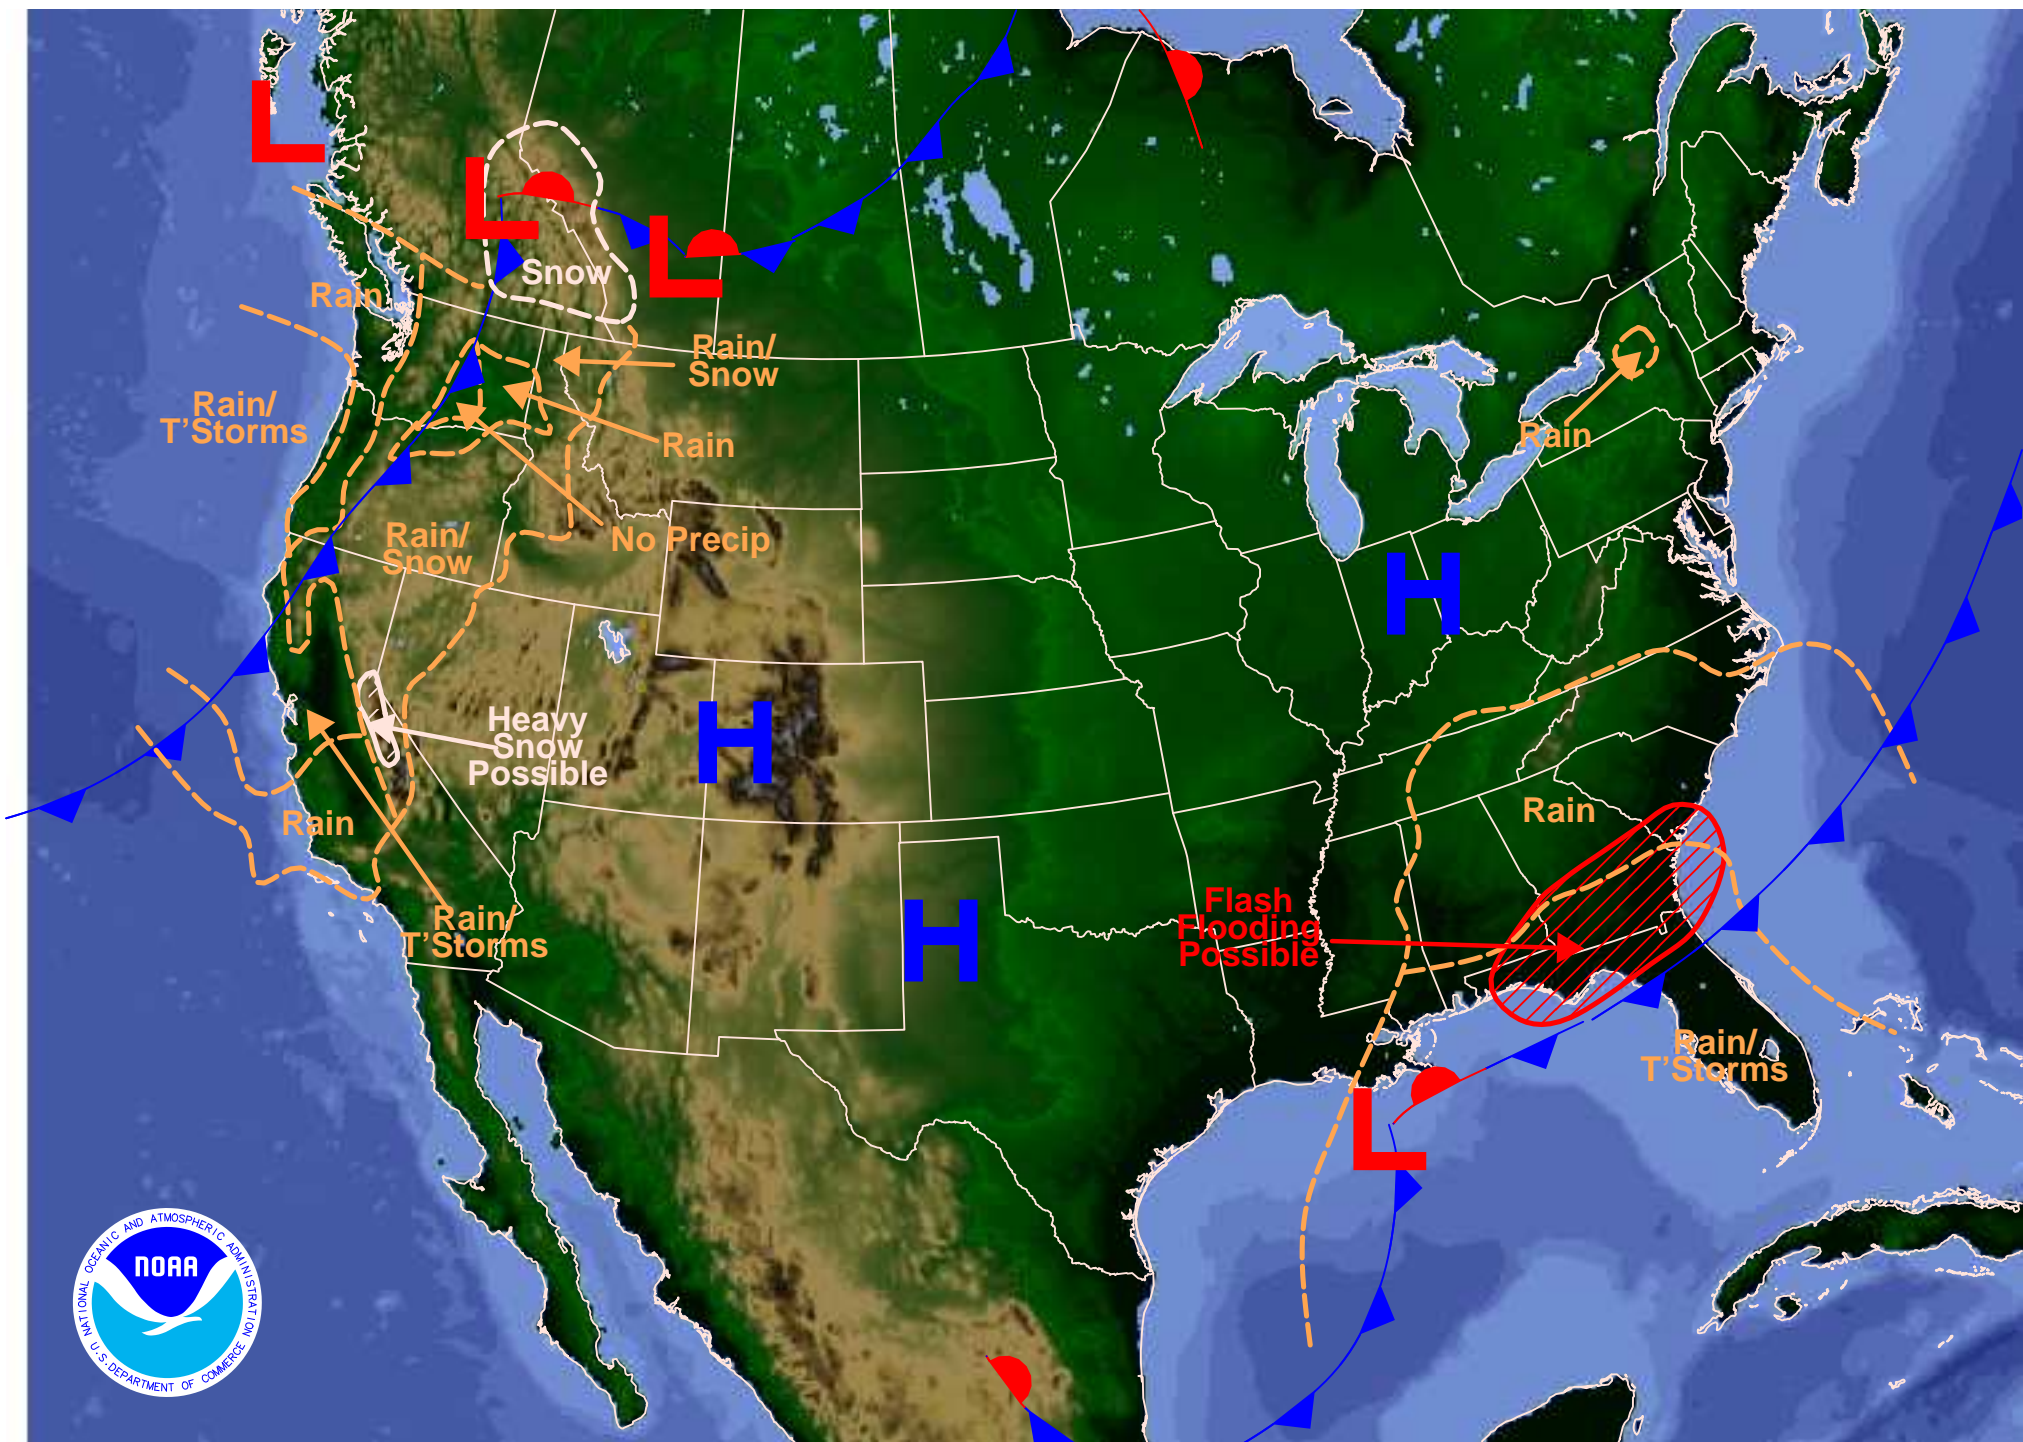 L
L
L
Snow
Rain
Rain/
Snow
Rain/
T'Storms
Rain
Rain
No Precip
Rain/
Snow
H
Heavy
Snow
Possible
H
Rain
Rain
Flash
Flooding
Possible
H
Rain/
T'Storms
Rain/
T'Storms
L
NATIONAL OCEANIC AND ATMOSPHERIC ADMINISTRATION
NOAA
U.S. DEPARTMENT OF COMMERCE